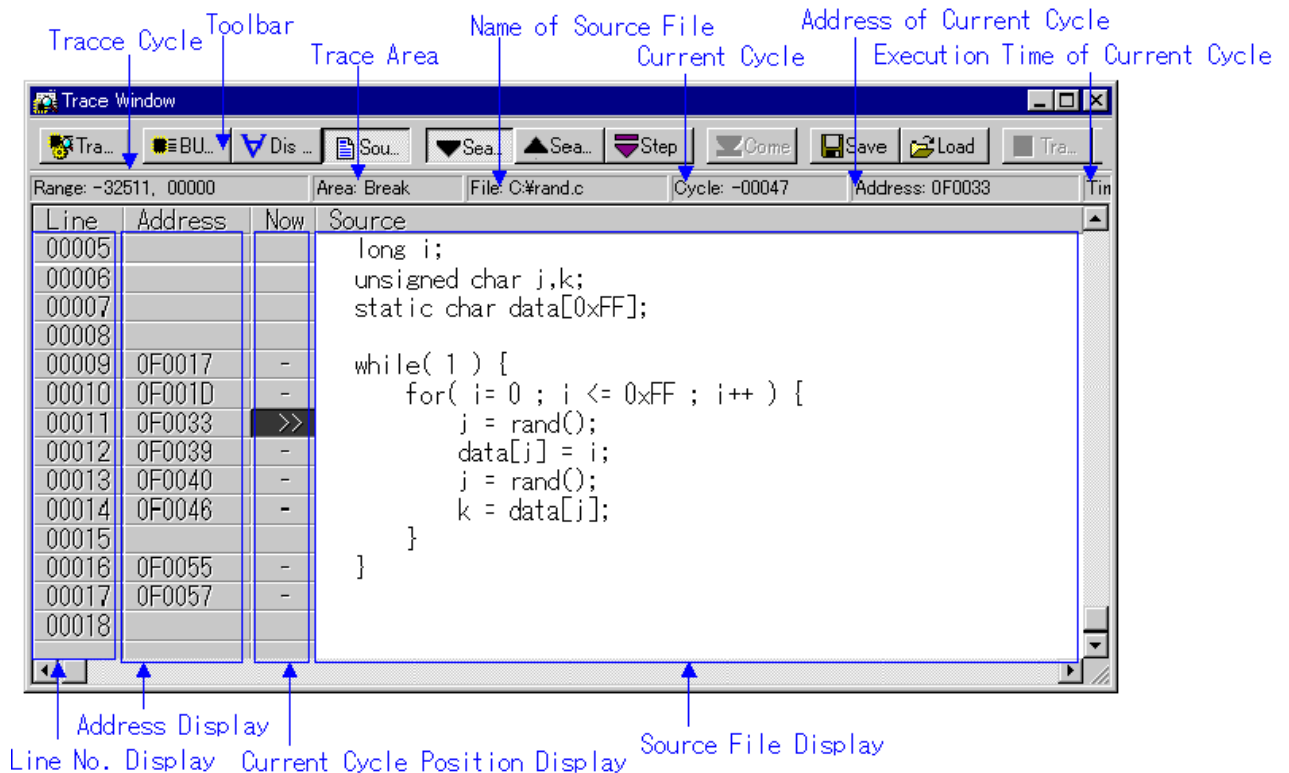 Tracce Cycle
Toolbar
Trace Area
Name of Source File
Current Cycle
Address of Current Cycle
Execution Time of Current Cycle
Trace Window
Tra... BU... Dis ... Sou... Sea... Sea... Step Come Save Load Tra...
Range: -32511, 00000 Area: Break File: C:¥rand.c Cycle: -00047 Address: 0F0033 Tim
Line Address Now Source
00005 long i;
00006 unsigned char j,k;
00007 static char data[0xFF];
00008
00009 0F0017 - while( 1 ) {
00010 0F001D - for( i= 0 ; i <= 0xFF ; i++ ) {
00011 0F0033 >> j = rand();
00012 0F0039 - data[j] = i;
00013 0F0040 - j = rand();
00014 0F0046 - k = data[j];
00015 }
00016 0F0055 - }
00017 0F0057 -
00018
Address Display
Line No. Display
Current Cycle Position Display
Source File Display